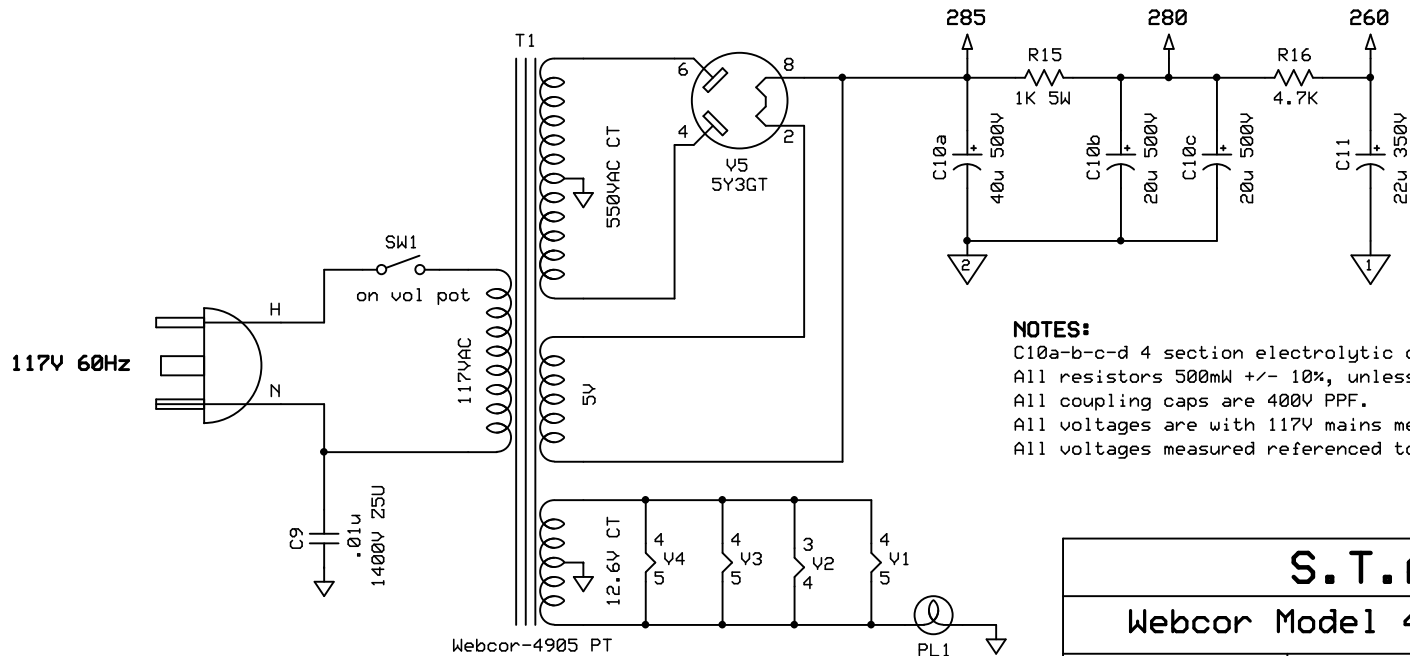 285
280
260
T1
R15
1K 5W
R16
4.7K
6
8
4
2
V5
5Y3GT
550VAC CT
C10a
40u 500V
+
C10b
20u 500V
+
C10c
20u 500V
+
C11
22u 350V
+
2
1
SW1
on vol pot
H
N
117V 60Hz
117VAC
5V
NOTES:
C10a-b-c-d 4 section electrolytic
All resistors 500mW +/- 10%, unless
All coupling caps are 400V PPF.
All voltages are with 117V mains
All voltages measured referenced
C9
.01u
1400V Z5U
12.6V CT
4
V4
5
4
V3
5
3
V2
4
4
V1
5
Webcor-4905 PT
PL1
S.T.
Webcor Model 4